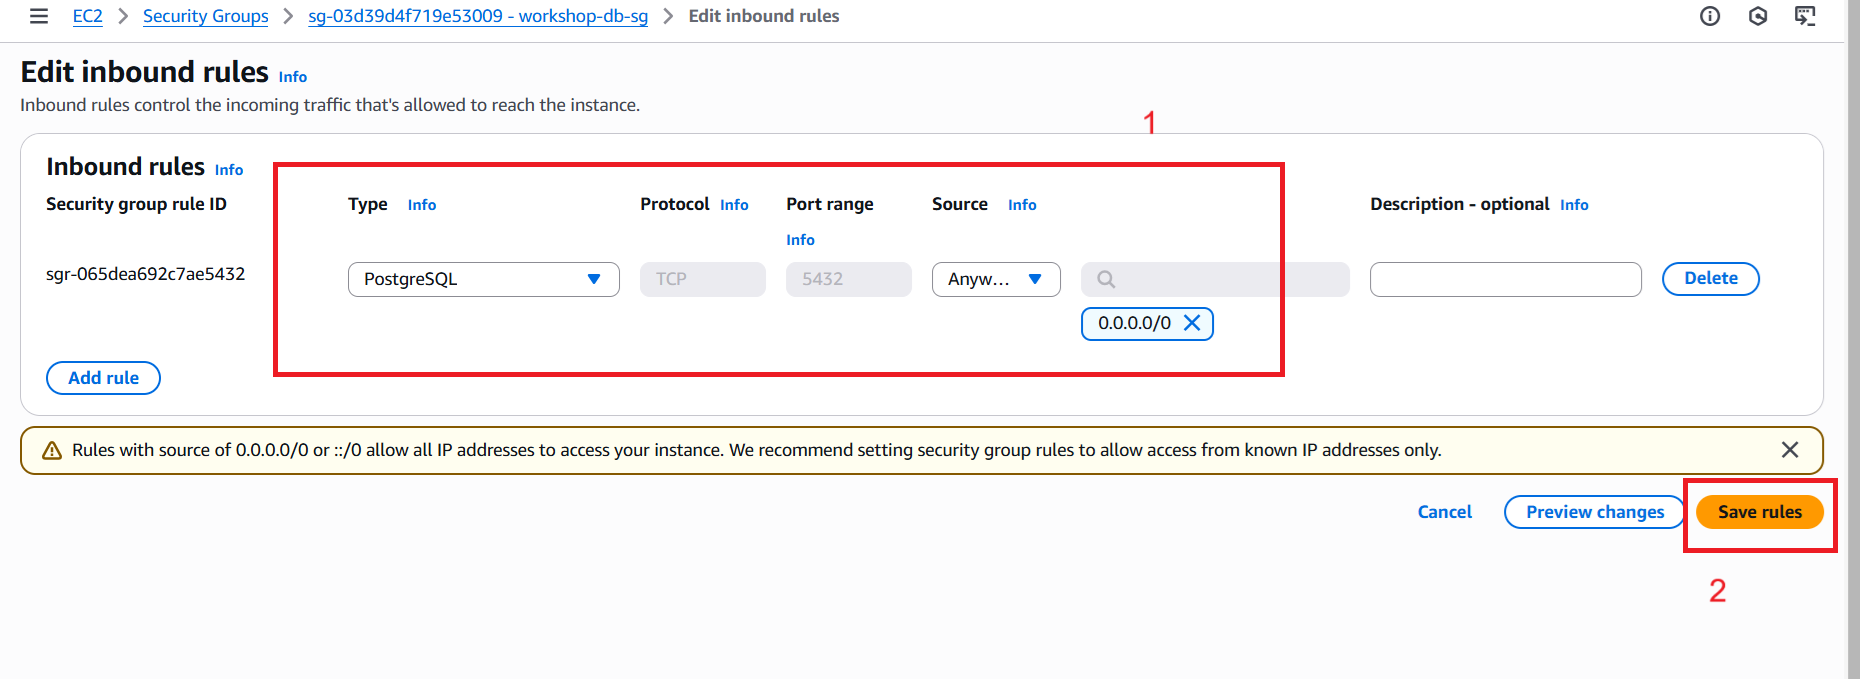 EC2 > Security Groups > sg-03d39d4f719e53009 - workshop-db-sg > Edit inbound rules
Edit inbound rules Info
Inbound rules control the incoming traffic that's allowed to reach the instance.
1
Inbound rules Info
Security group rule ID Type Info Protocol Info Port range Source Info Description - optional Info
Info
sgr-065dea692c7ae5432 PostgreSQL TCP 5432 Anyw... Delete
0.0.0.0/0
Add rule
Rules with source of 0.0.0.0/0 or ::/0 allow all IP addresses to access your instance. We recommend setting security group rules to allow access from known IP addresses only.
Cancel Preview changes Save rules
2